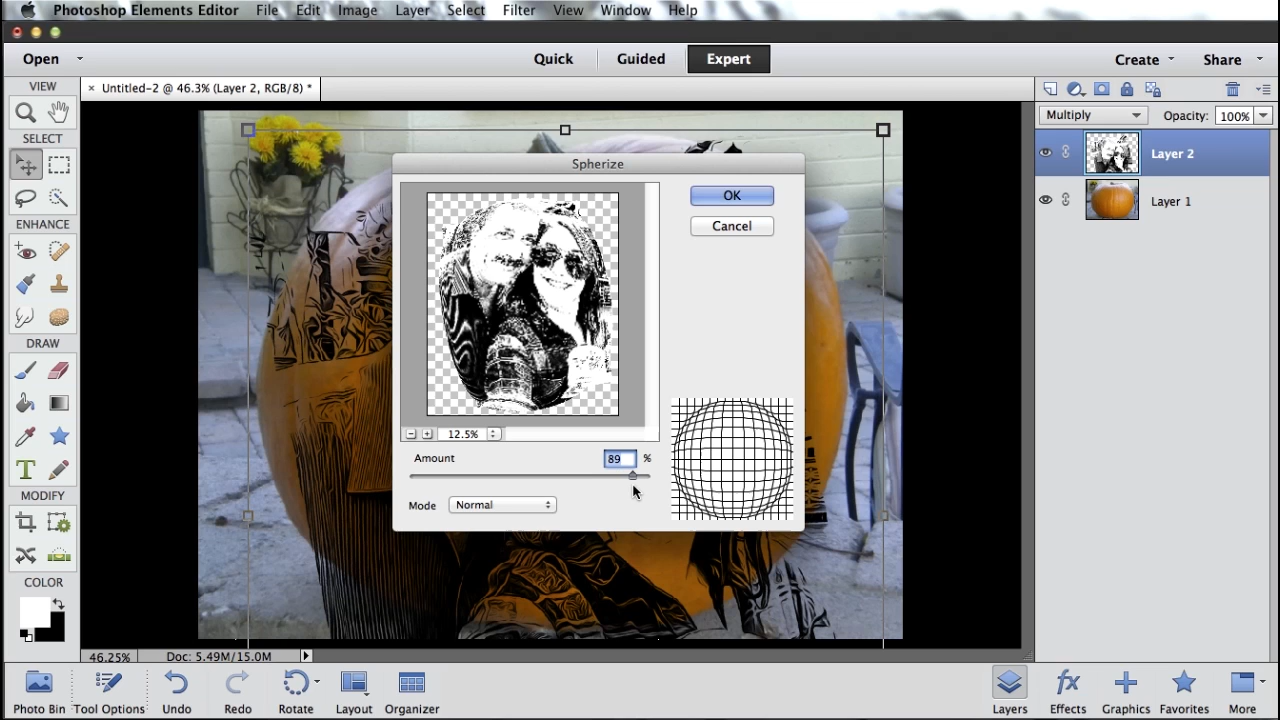 Photoshop Elements Editor File Edit Image Layer Select Filter View Window Help
Open Quick Guided Expert Create Share
VIEW
× Untitled-2 @ 46.3% (Layer 2, RGB/8) *
Multiply Opacity: 100%
SELECT
Layer 2
Layer 1
Spherize
OK
Cancel
ENHANCE
DRAW
12.5%
Amount 89 %
Mode Normal
T
MODIFY
COLOR
46.25% Doc: 5.49M/15.0M
Photo Bin Tool Options Undo Redo Rotate Layout Organizer Layers Effects Graphics Favorites More